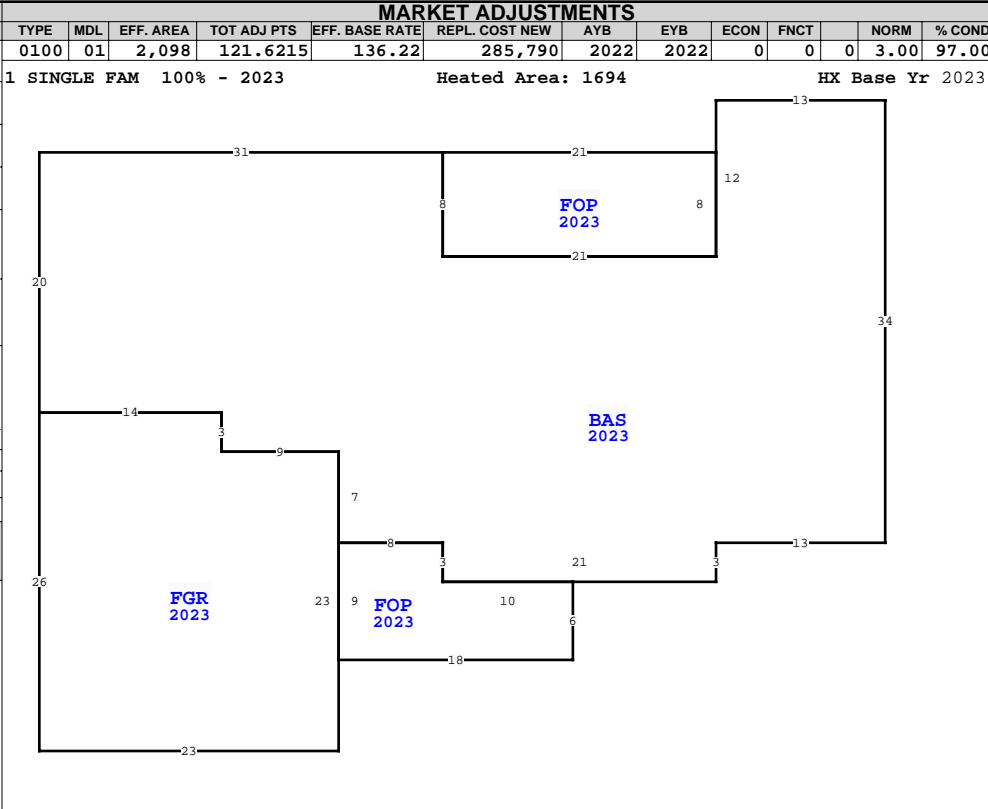 MARKET ADJUSTMENTS
TYPE MDL EFF. AREA TOT ADJ PTS EFF. BASE RATE REPL. COST NEW AYB EYB ECON FNCT NORM % COND
0100 01 2,098 121.6215 136.22 285,790 2022 2022 0 0 0 3.00 97.00
1 SINGLE FAM 100% - 2023 Heated Area: 1694 HX Base Yr 2023
13
31 21
12
8 FOP 8
2023
21
20
34
14
BAS
2023
3
9
7
8 13
3 21 3
26
FGR 23 9 FOP 10
2023 2023
6
18
23